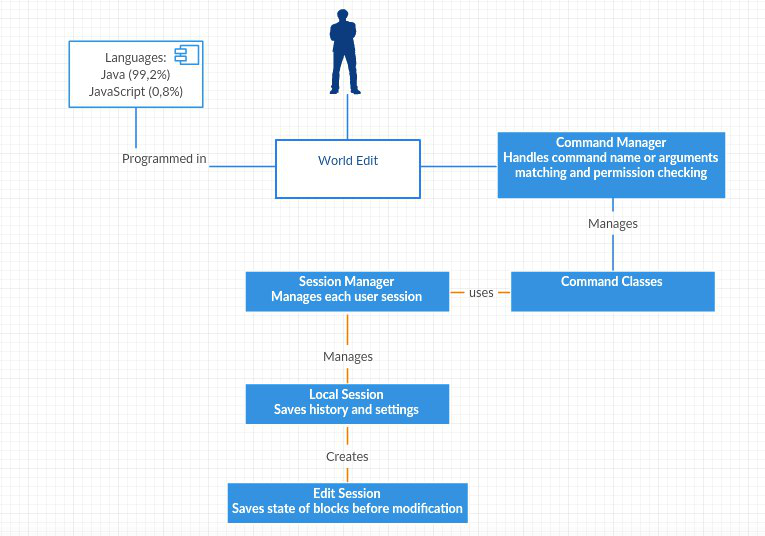 Languages:
Java (99,2%)
JavaScript (0,8%)
Programmed in
World Edit
Command Manager
Handles command name or arguments
matching and permission checking
Manages
Command Classes
uses
Session Manager
Manages each user session
Manages
Local Session
Saves history and settings
Creates
Edit Session
Saves state of blocks before modification